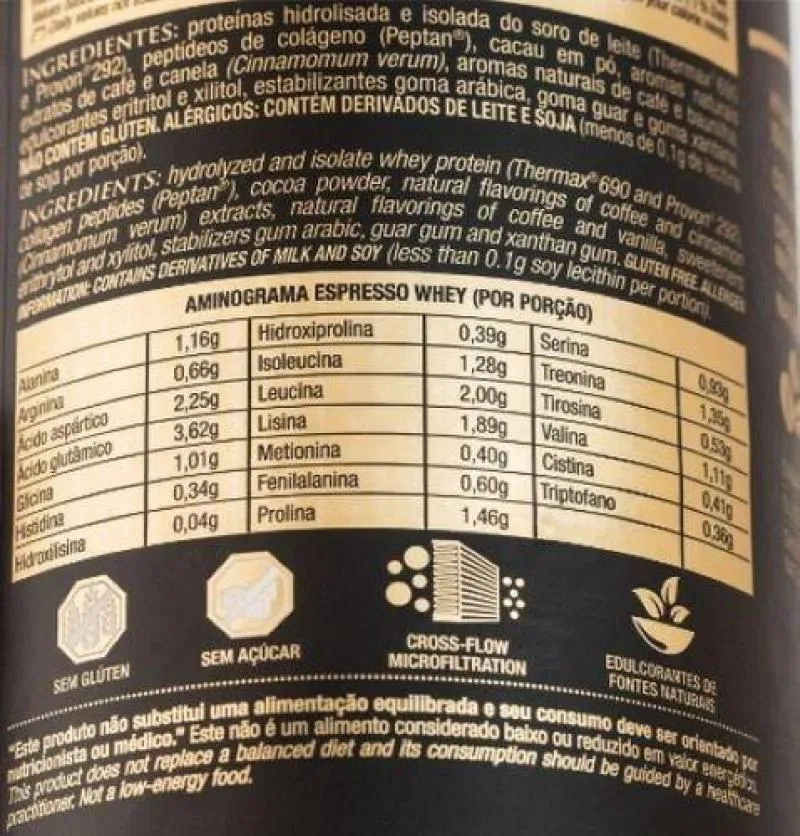 (*) Daily values not
your calorie needs.
INGREDIENTES: proteínas hidrolisada e isolada do soro de leite (Thermax® 690
e Provon® 292), peptídeos de colágeno (Peptan®), cacau em pó, aromas naturais
extratos de café e canela (Cinnamomum verum), aromas naturais de café e baunilha,
edulcorantes eritritol e xilitol, estabilizantes goma arábica, goma guar e goma xantana.
NÃO CONTÉM GLÚTEN. ALÉRGICOS: CONTÉM DERIVADOS DE LEITE E SOJA (menos de 0,1g de lecitina
de soja por porção).
INGREDIENTS: hydrolyzed and isolate whey protein (Thermax® 690 and Provon® 292),
collagen peptides (Peptan®), cocoa powder, natural flavorings of coffee and cinnamon
(Cinnamomum verum) extracts, natural flavorings of coffee and vanilla, sweeteners
erithrytol and xylitol, stabilizers gum arabic, guar gum and xanthan gum. GLUTEN FREE. ALLERGEN
INFORMATION: CONTAINS DERIVATIVES OF MILK AND SOY (less than 0.1g soy lecithin per portion).
AMINOGRAMA ESPRESSO WHEY (POR PORÇÃO)
Alanina 1,16g Hidroxiprolina 0,39g Serina 0,93g
Arginina 0,66g Isoleucina 1,28g Treonina 1,35g
Ácido aspártico 2,25g Leucina 2,00g Tirosina 0,53g
Ácido glutâmico 3,62g Lisina 1,89g Valina 1,11g
Glicina 1,01g Metionina 0,40g Cistina 0,41g
Histidina 0,34g Fenilalanina 0,60g Triptofano 0,36g
Hidroxilisina 0,04g Prolina 1,46g
SEM GLÚTEN
SEM AÇÚCAR
CROSS-FLOW
MICROFILTRATION
EDULCORANTES DE
FONTES NATURAIS
"Este produto não substitui uma alimentação equilibrada e seu consumo deve ser orientado por
nutricionista ou médico." Este não é um alimento considerado baixo ou reduzido em valor energético.
This product does not replace a balanced diet and its consumption should be guided by a healthcare
practitioner. Not a low-energy food.